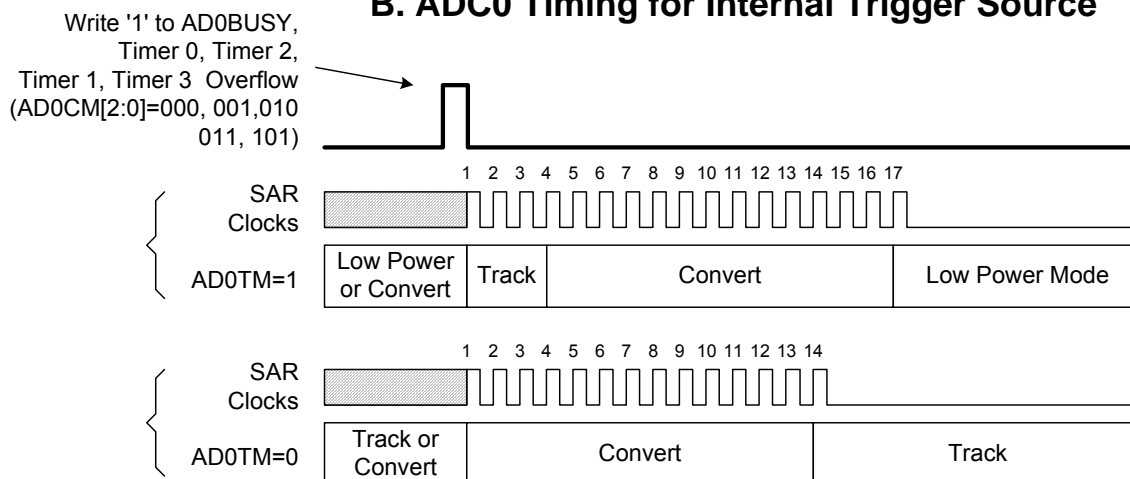 B. ADC0 Timing for Internal Trigger Source
Write '1' to AD0BUSY,
Timer 0, Timer 2,
Timer 1, Timer 3 Overflow
(AD0CM[2:0]=000, 001,010
011, 101)
1 2 3 4 5 6 7 8 9 10 11 12 13 14 15 16 17
SAR
Clocks
AD0TM=1
Low Power
or Convert
Track
Convert
Low Power Mode
1 2 3 4 5 6 7 8 9 10 11 12 13 14
SAR
Clocks
AD0TM=0
Track or
Convert
Convert
Track